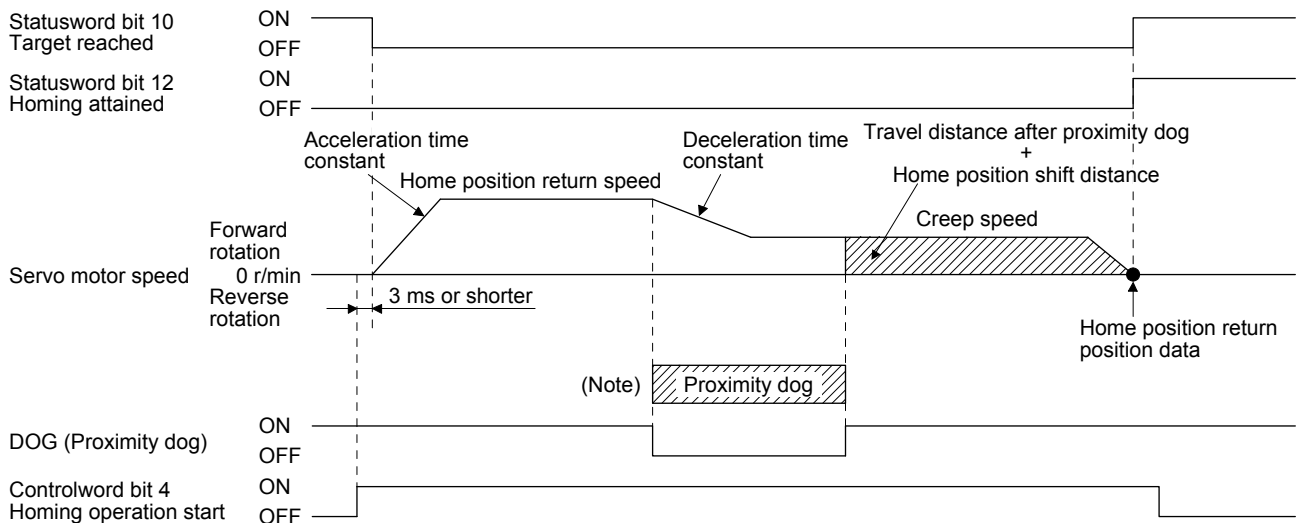 Statusword bit 10
Target reached
ON
OFF
Statusword bit 12
Homing attained
ON
OFF
Acceleration time
constant
Home position return speed
Deceleration time
constant
Travel distance after proximity dog
+
Home position shift distance
Creep speed
Servo motor speed
Forward
rotation
0 r/min
Reverse
rotation
3 ms or shorter
Home position return
position data
(Note)
Proximity dog
DOG (Proximity dog)
ON
OFF
Controlword bit 4
Homing operation start
ON
OFF